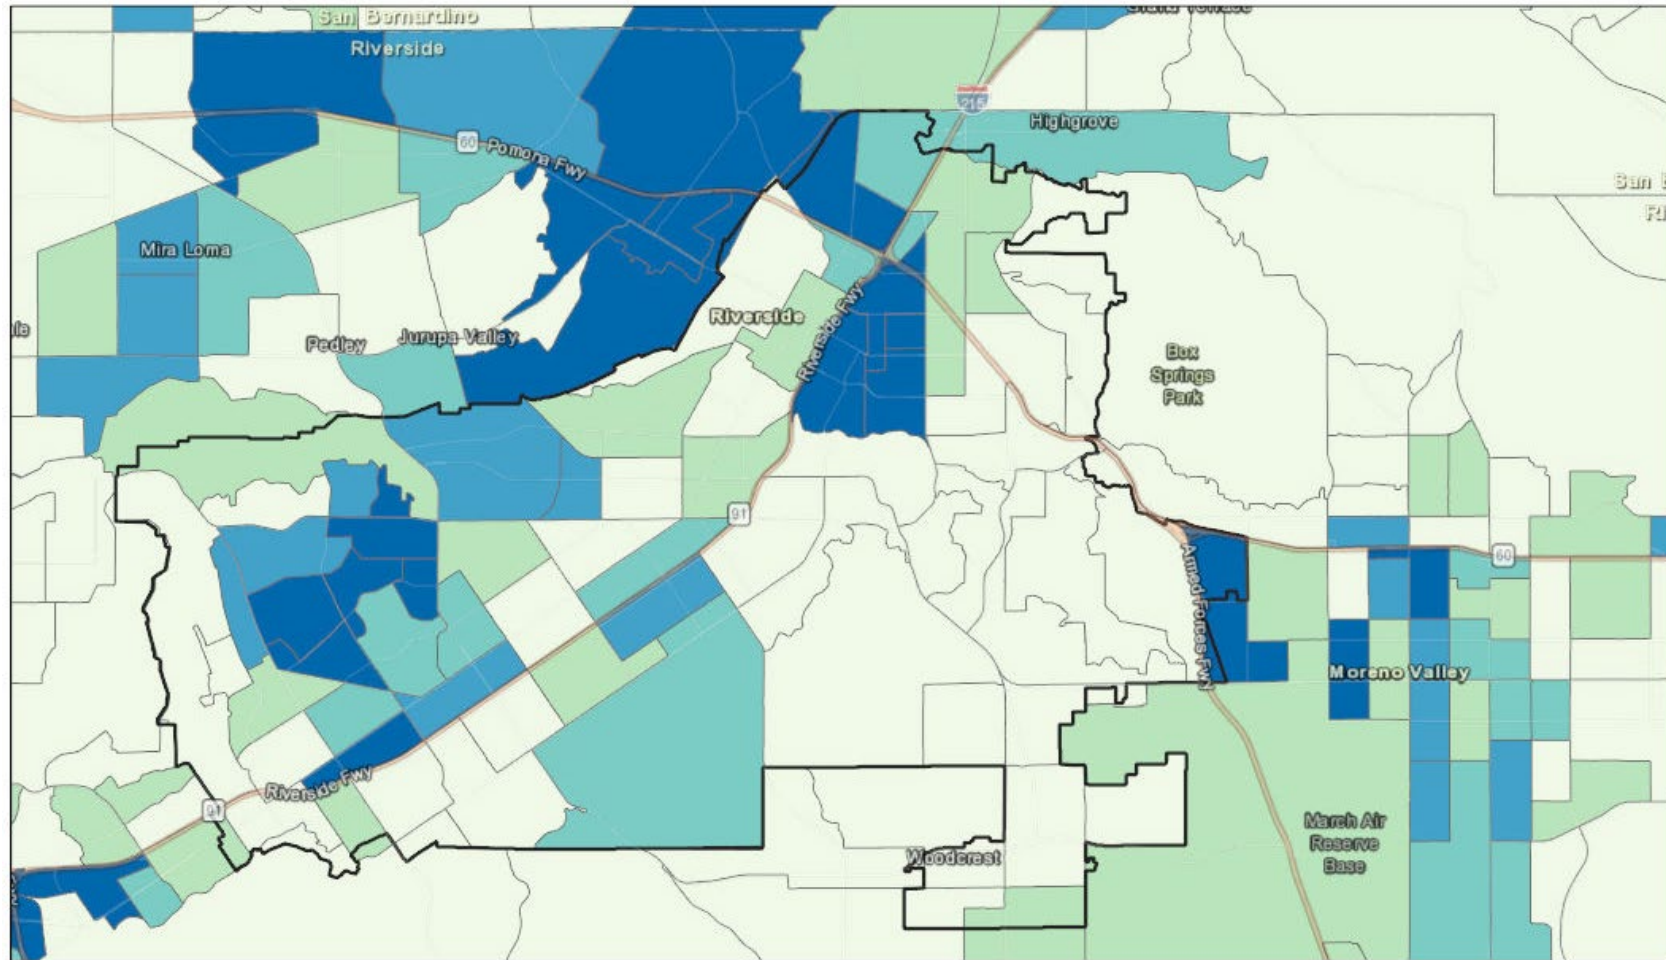 San Bernardino
Riverside
215
Highgrove
60
Pomona Fwy
Mira Loma
Riverside
Riverside Fwy
Pedley
Jurupa Valley
Box
Springs
Park
91
Armed Forces Fwy
60
Moreno Valley
Riverside Fwy
91
March Air
Reserve
Base
Woodcrest